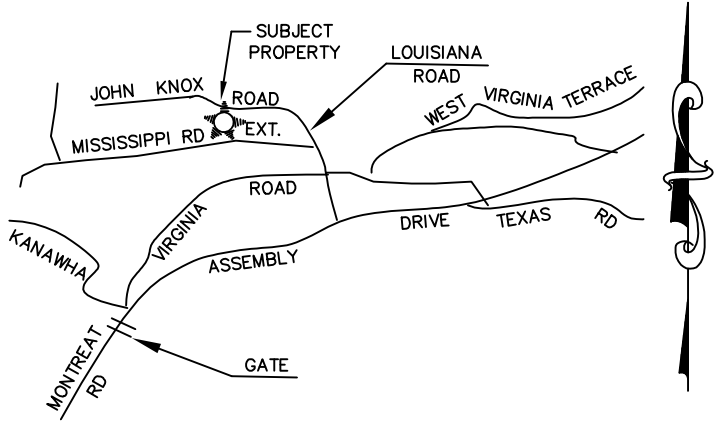 SUBJECT
PROPERTY
LOUISIANA
ROAD
JOHN KNOX ROAD
WEST VIRGINIA TERRACE
MISSISSIPPI RD EXT.
VIRGINIA ROAD
KANAWHA
ASSEMBLY DRIVE
TEXAS RD
MONTREAT
RD
GATE